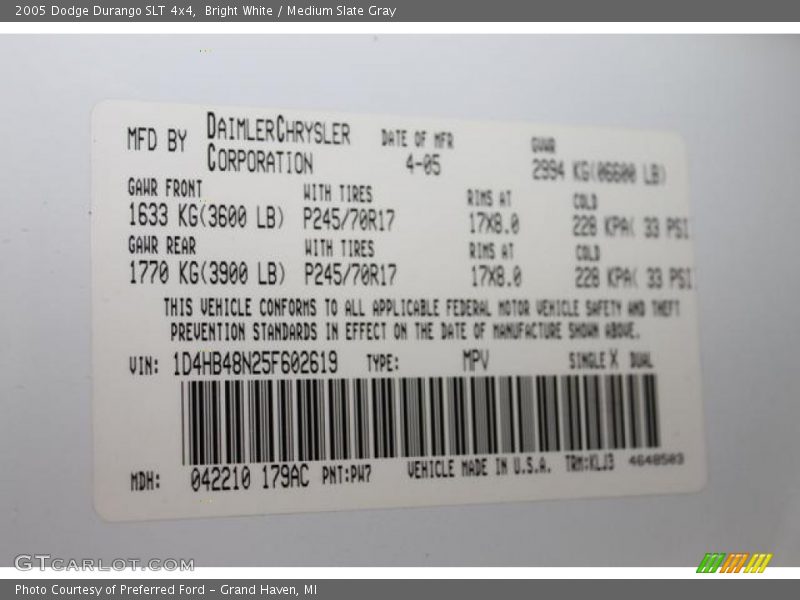 2005 Dodge Durango SLT 4x4, Bright White / Medium Slate Gray
MFD BY DAIMLERCHRYSLER CORPORATION DATE OF MFR 4-05 GVWR 2994 KG(06600 LB)
GAWR FRONT WITH TIRES RIMS AT COLD
1633 KG(3600 LB) P245/70R17 17X8.0 228 KPA( 33 PSI
GAWR REAR WITH TIRES RIMS AT COLD
1770 KG(3900 LB) P245/70R17 17X8.0 228 KPA( 33 PSI
THIS VEHICLE CONFORMS TO ALL APPLICABLE FEDERAL MOTOR VEHICLE SAFETY AND THEFT
PREVENTION STANDARDS IN EFFECT ON THE DATE OF MANUFACTURE SHOWN ABOVE.
VIN: 1D4HB48N25F602619 TYPE: MPV SINGLE X DUAL
MDH: 042210 179AC PNT:PW7 VEHICLE MADE IN U.S.A. TRM:KLJ3 4648503
GTCARLOT.COM
Photo Courtesy of Preferred Ford – Grand Haven, MI